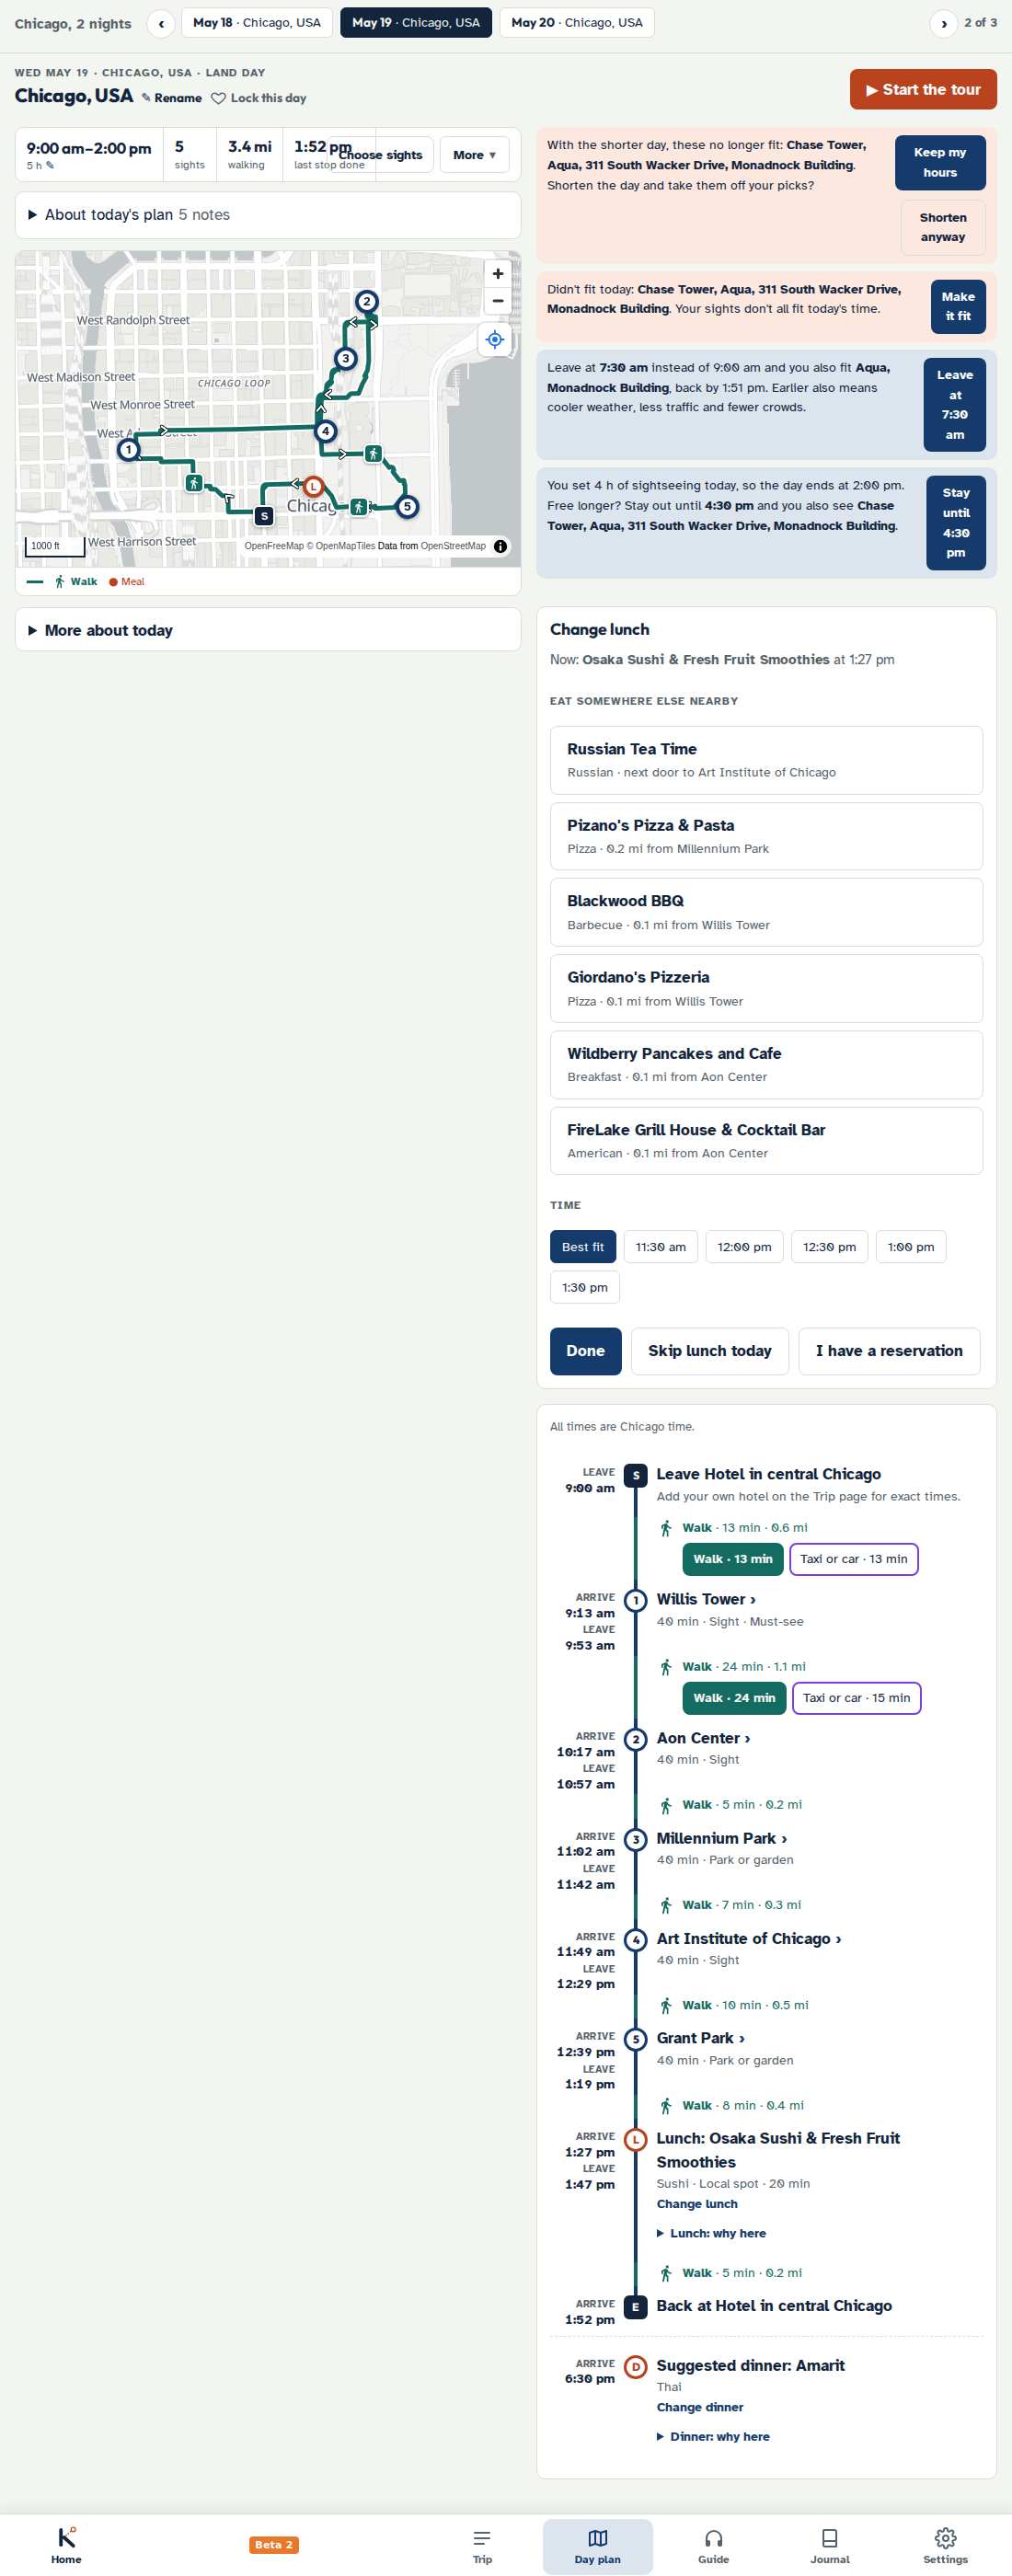 Chicago, 2 nights
‹
May 18 · Chicago, USA
May 19 · Chicago, USA
May 20 · Chicago, USA
›
2 of 3
WED MAY 19 · CHICAGO, USA · LAND DAY
Chicago, USA ✎ Rename ♡ Lock this day
▶ Start the tour
9:00 am–2:00 pm
5 h ✎
5
sights
3.4 mi
walking
1:52 pm
last stop done
Choose sights
More ▼
▶ About today's plan 5 notes
West Randolph Street
West Madison Street
CHICAGO LOOP
West Monroe Street
Chicag
West Harrison Street
1
2
3
4
5
S
L
+
−
1000 ft
OpenFreeMap © OpenMapTiles Data from OpenStreetMap
Walk
Meal
▶ More about today
With the shorter day, these no longer fit: Chase Tower,
Aqua, 311 South Wacker Drive, Monadnock Building.
Shorten the day and take them off your picks?
Keep my
hours
Shorten
anyway
Didn't fit today: Chase Tower, Aqua, 311 South Wacker Drive,
Monadnock Building. Your sights don't all fit today's time.
Make
it fit
Leave at 7:30 am instead of 9:00 am and you also fit Aqua,
Monadnock Building, back by 1:51 pm. Earlier also means
cooler weather, less traffic and fewer crowds.
Leave
at
7:30
am
You set 4 h of sightseeing today, so the day ends at 2:00 pm.
Free longer? Stay out until 4:30 pm and you also see Chase
Tower, Aqua, 311 South Wacker Drive, Monadnock Building.
Stay
until
4:30
pm
Change lunch
Now: Osaka Sushi & Fresh Fruit Smoothies at 1:27 pm
EAT SOMEWHERE ELSE NEARBY
Russian Tea Time
Russian · next door to Art Institute of Chicago
Pizano's Pizza & Pasta
Pizza · 0.2 mi from Millennium Park
Blackwood BBQ
Barbecue · 0.1 mi from Willis Tower
Giordano's Pizzeria
Pizza · 0.1 mi from Willis Tower
Wildberry Pancakes and Cafe
Breakfast · 0.1 mi from Aon Center
FireLake Grill House & Cocktail Bar
American · 0.1 mi from Aon Center
TIME
Best fit
11:30 am
12:00 pm
12:30 pm
1:00 pm
1:30 pm
Done
Skip lunch today
I have a reservation
All times are Chicago time.
LEAVE
9:00 am
S
Leave Hotel in central Chicago
Add your own hotel on the Trip page for exact times.
Walk · 13 min · 0.6 mi
Walk · 13 min
Taxi or car · 13 min
ARRIVE
9:13 am
LEAVE
9:53 am
1
Willis Tower ›
40 min · Sight · Must-see
Walk · 24 min · 1.1 mi
Walk · 24 min
Taxi or car · 15 min
ARRIVE
10:17 am
LEAVE
10:57 am
2
Aon Center ›
40 min · Sight
Walk · 5 min · 0.2 mi
ARRIVE
11:02 am
LEAVE
11:42 am
3
Millennium Park ›
40 min · Park or garden
Walk · 7 min · 0.3 mi
ARRIVE
11:49 am
LEAVE
12:29 pm
4
Art Institute of Chicago ›
40 min · Sight
Walk · 10 min · 0.5 mi
ARRIVE
12:39 pm
LEAVE
1:19 pm
5
Grant Park ›
40 min · Park or garden
Walk · 8 min · 0.4 mi
ARRIVE
1:27 pm
LEAVE
1:47 pm
L
Lunch: Osaka Sushi & Fresh Fruit
Smoothies
Sushi · Local spot · 20 min
Change lunch
▶ Lunch: why here
Walk · 5 min · 0.2 mi
ARRIVE
1:52 pm
E
Back at Hotel in central Chicago
ARRIVE
6:30 pm
D
Suggested dinner: Amarit
Thai
Change dinner
▶ Dinner: why here
Home
Beta 2
Trip
Day plan
Guide
Journal
Settings